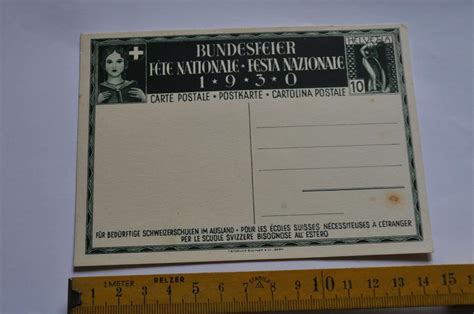 BUNDESFEIER
FÊTE NATIONALE • FESTA NAZIONALE
1 • 9 • 3 • 0
HELVETIA
10
CARTE POSTALE • POSTKARTE • CARTOLINA POSTALE
FÜR BEDÜRFTIGE SCHWEIZERSCHULEN IM AUSLAND • POUR LES ÉCOLES SUISSES NÉCESSITEUSES A L'ÉTRANGER
PER LE SCUOLE SVIZZERE BISOGNOSE ALL'ESTERO
1 METER BELZER
1 2 3 4 5 6 7 8 9 10 11 12 13 14 15